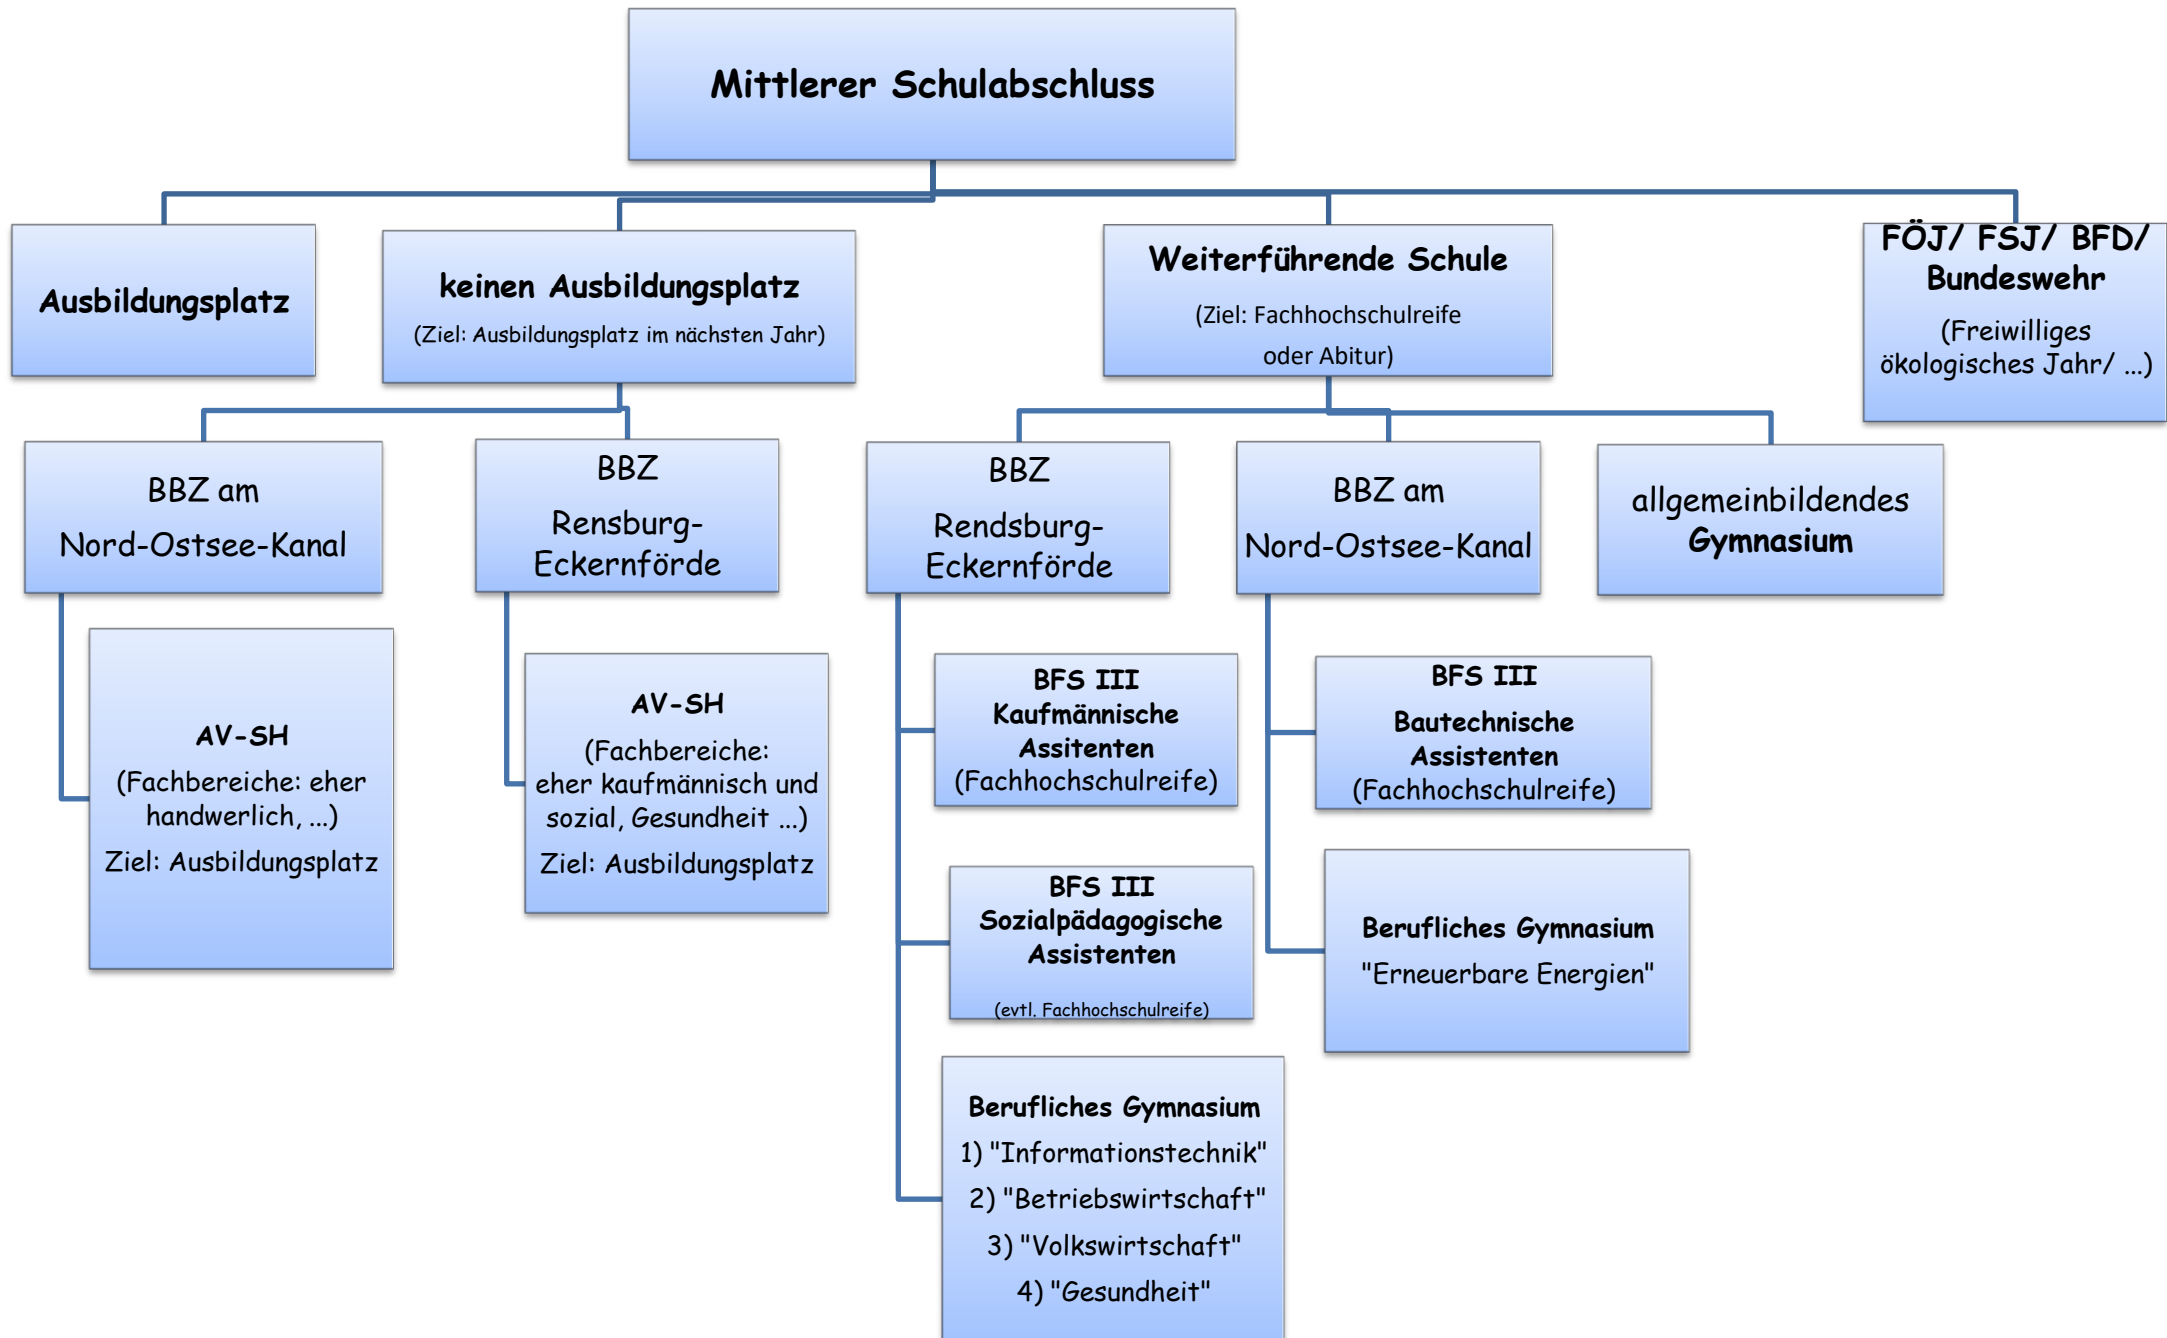 Mittlerer Schulabschluss
Ausbildungsplatz
keinen Ausbildungsplatz
(Ziel: Ausbildungsplatz im nächsten Jahr)
Weiterführende Schule
(Ziel: Fachhochschulreife
oder Abitur)
FÖJ/ FSJ/ BFD/
Bundeswehr
(Freiwilliges
ökologisches Jahr/ ...)
BBZ am
Nord-Ostsee-Kanal
BBZ
Rensburg-
Eckernförde
BBZ
Rendsburg-
Eckernförde
BBZ am
Nord-Ostsee-Kanal
allgemeinbildendes
Gymnasium
AV-SH
(Fachbereiche: eher
handwerlich, ...)
Ziel: Ausbildungsplatz
AV-SH
(Fachbereiche:
eher kaufmännisch und
sozial, Gesundheit ...)
Ziel: Ausbildungsplatz
BFS III
Kaufmännische
Assitenten
(Fachhochschulreife)
BFS III
Sozialpädagogische
Assistenten
(evtl. Fachhochschulreife)
Berufliches Gymnasium
1) "Informationstechnik"
2) "Betriebswirtschaft"
3) "Volkswirtschaft"
4) "Gesundheit"
BFS III
Bautechnische
Assistenten
(Fachhochschulreife)
Berufliches Gymnasium
"Erneuerbare Energien"